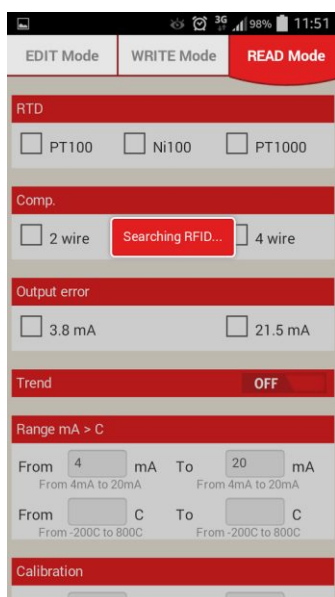 3G 98% 11:51
EDIT Mode WRITE Mode READ Mode
RTD
PT100 Ni100 PT1000
Comp.
2 wire Searching RFID... 4 wire
Output error
3.8 mA 21.5 mA
Trend OFF
Range mA > C
From 4 mA To 20 mA
From 4mA to 20mA From 4mA to 20mA
From C To C
From -200C to 800C From -200C to 800C
Calibration